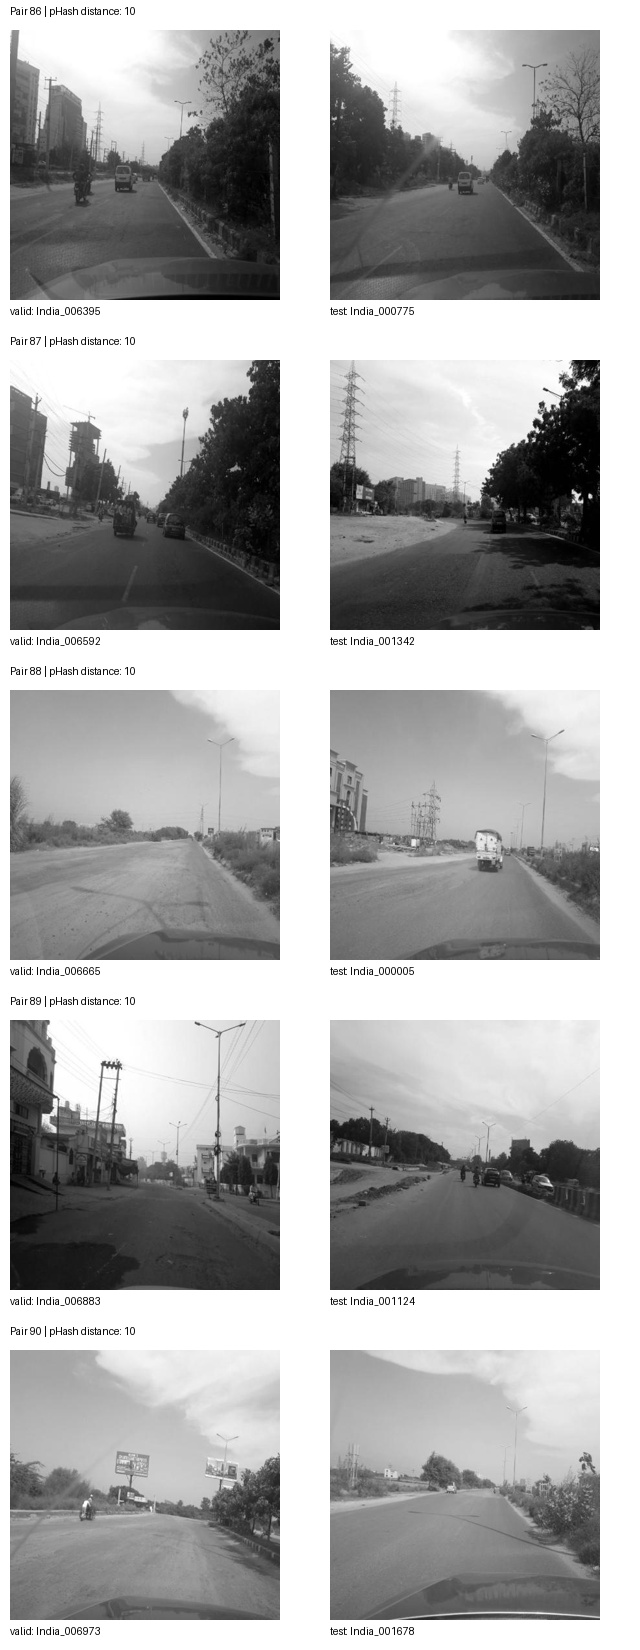 Pair 86 | pHash distance: 10
valid: India_006395
test: India_000775
Pair 87 | pHash distance: 10
valid: India_006592
test: India_001342
Pair 88 | pHash distance: 10
valid: India_006665
test: India_000005
Pair 89 | pHash distance: 10
valid: India_006883
test: India_001124
Pair 90 | pHash distance: 10
valid: India_006973
test: India_001678